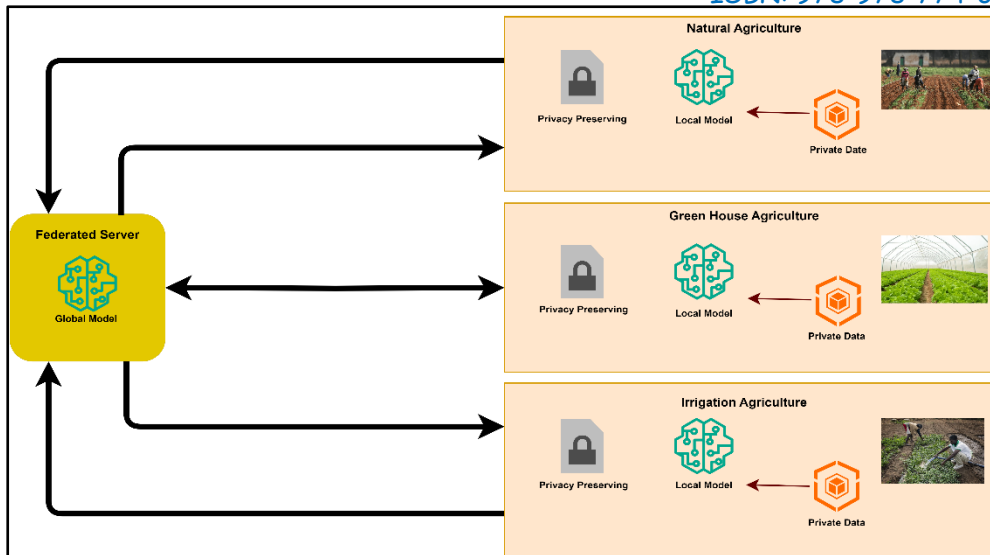 Natural Agriculture
Privacy Preserving
Local Model
Private Date
Green House Agriculture
Federated Server
Global Model
Privacy Preserving
Local Model
Private Data
Irrigation Agriculture
Privacy Preserving
Local Model
Private Data